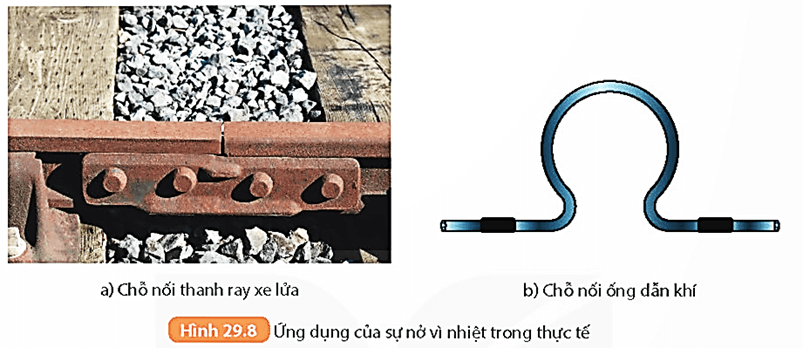 a) Chỗ nối thanh ray xe lửa
b) Chỗ nối ống dẫn khí
Hình 29.8 Ứng dụng của sự nở vì nhiệt trong thực tế